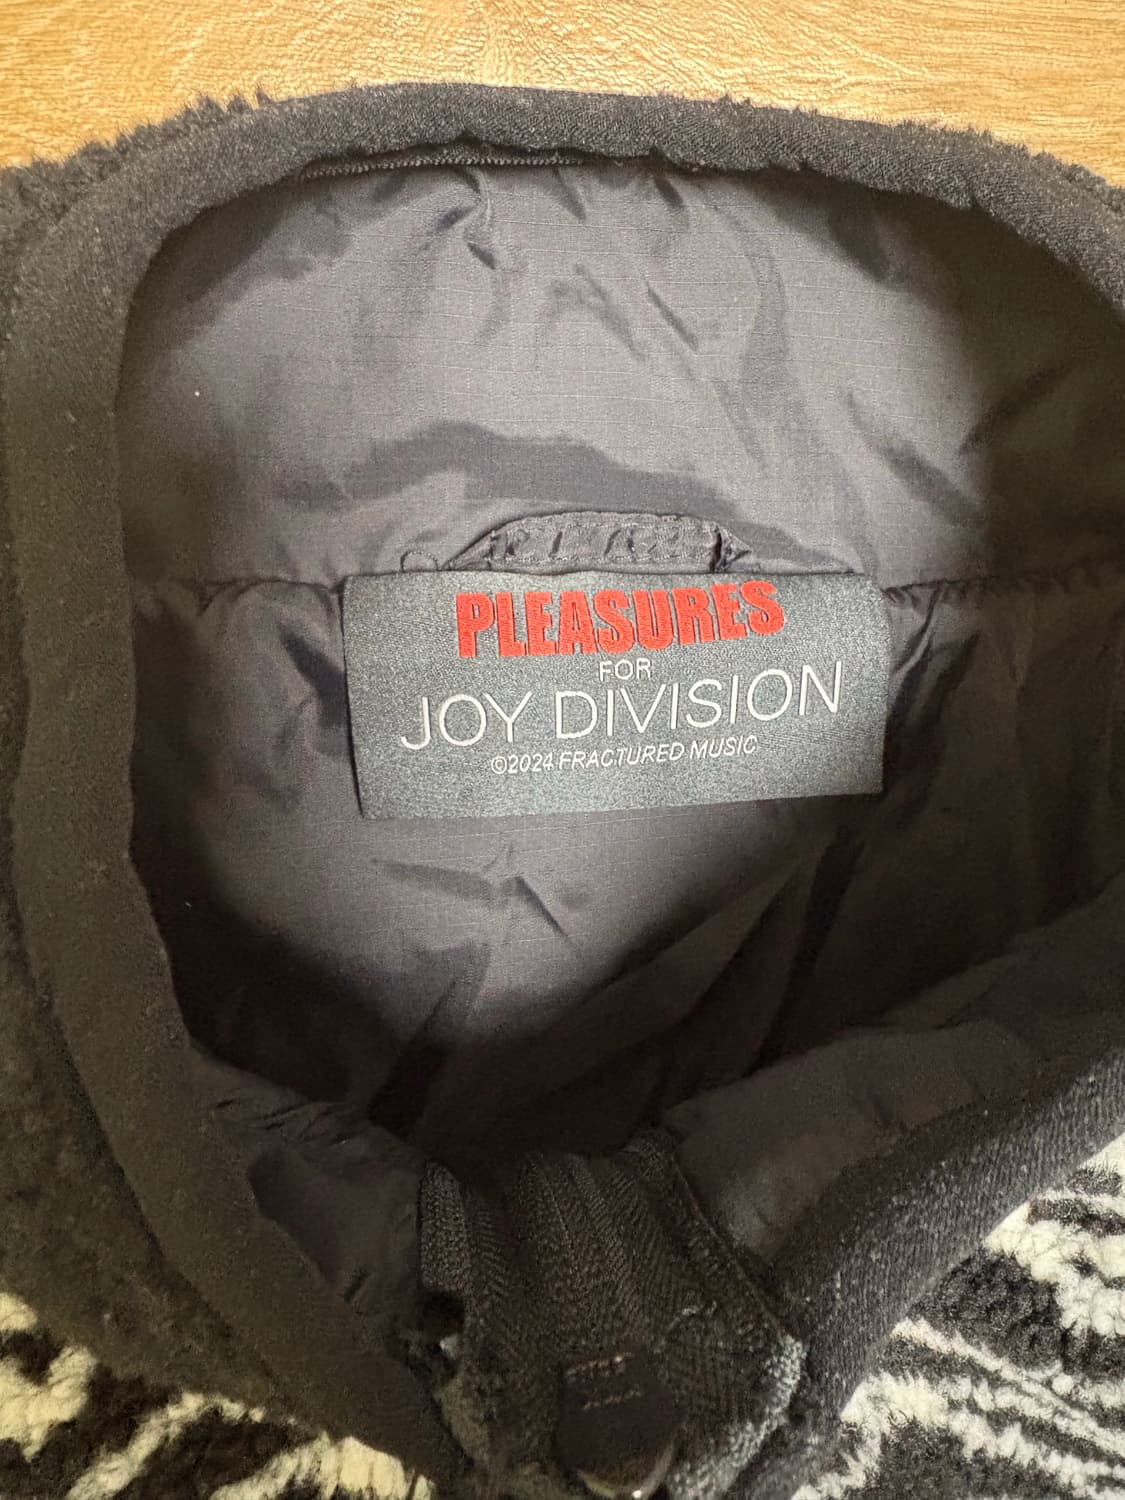 PLEASURES
FOR
JOY DIVISION
©2024 FRACTURED MUSIC